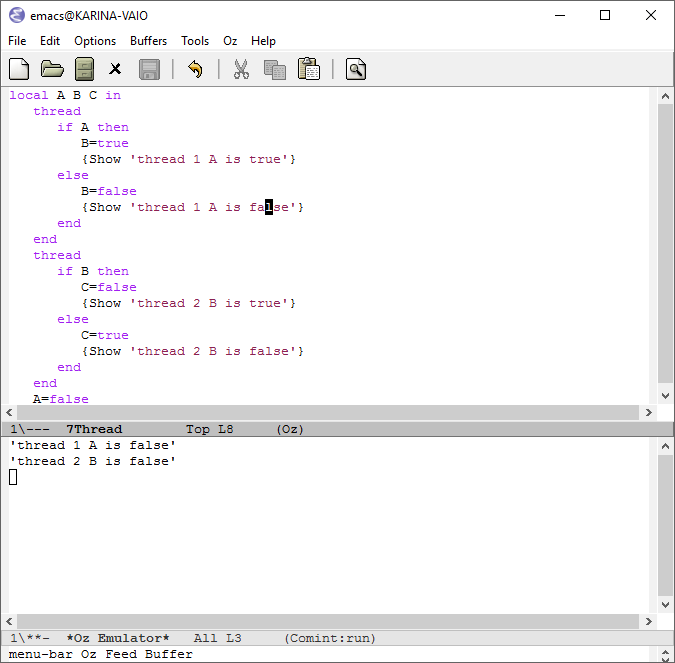 emacs@KARINA-VAIO
File Edit Options Buffers Tools Oz Help
local A B C in
   thread
      if A then
         B=true
         {Show 'thread 1 A is true'}
      else
         B=false
         {Show 'thread 1 A is false'}
      end
   end
   thread
      if B then
         C=false
         {Show 'thread 2 B is true'}
      else
         C=true
         {Show 'thread 2 B is false'}
      end
   end
   A=false
1\---  7Thread        Top L8     (Oz)
'thread 1 A is false'
'thread 2 B is false'
1\**-  *Oz Emulator*   All L3     (Comint:run)
menu-bar Oz Feed Buffer